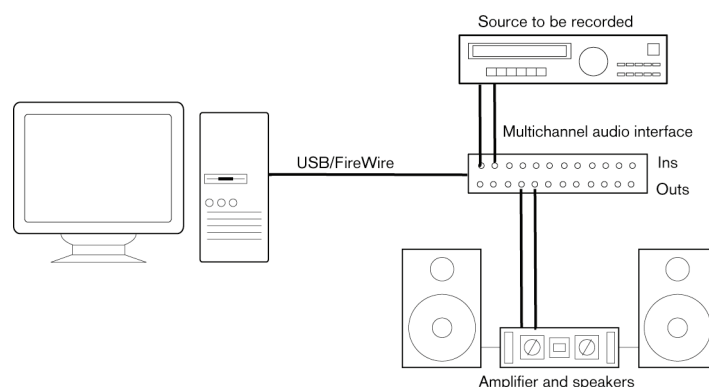 Source to be recorded
Multichannel audio interface
USB/FireWire
Ins
Outs
Amplifier and speakers